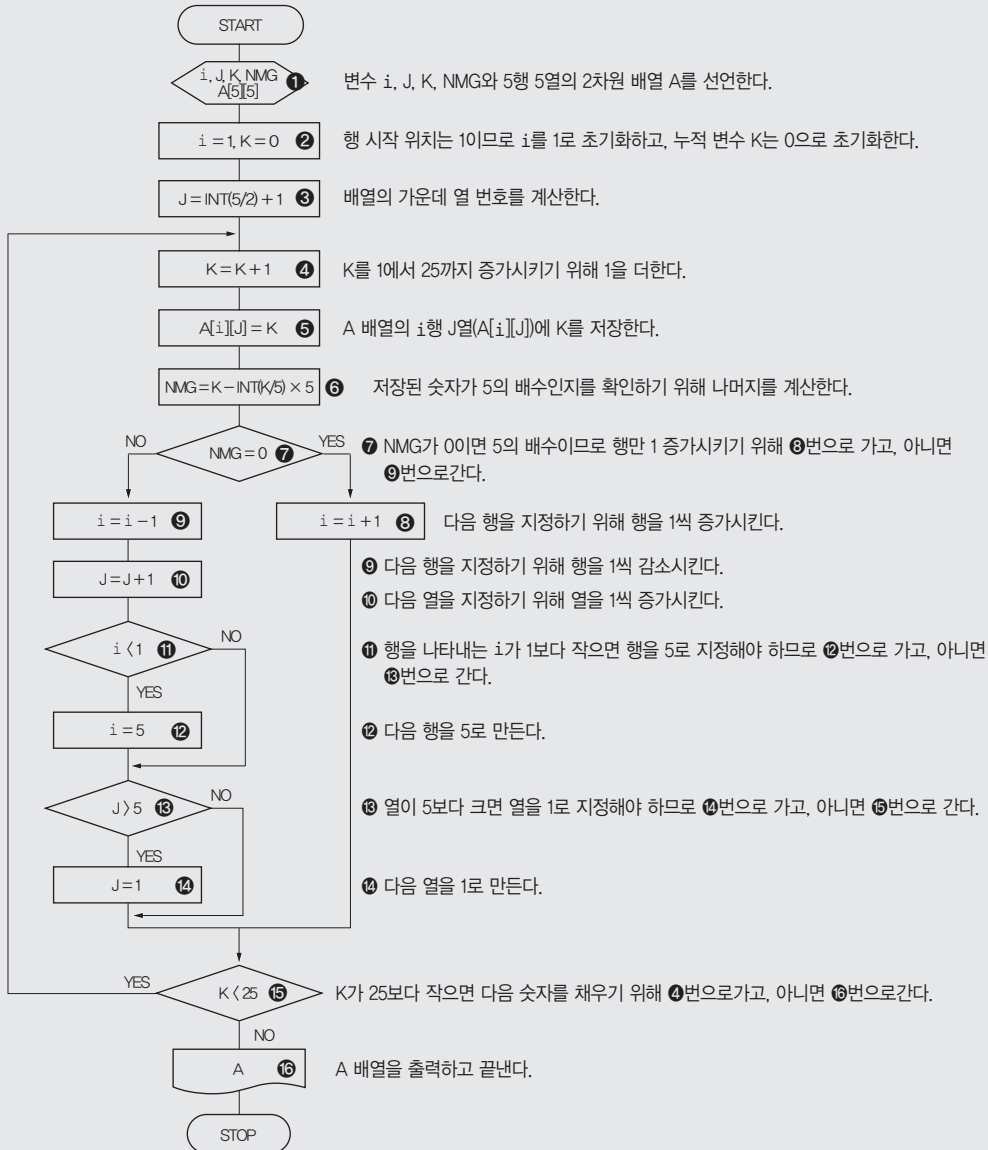 START
i, J, K, NMG
A[5][5] ❶
변수 i, J, K, NMG와 5행 5열의 2차원 배열 A를 선언한다.
i = 1, K = 0 ❷
행 시작 위치는 1이므로 i를 1로 초기화하고, 누적 변수 K는 0으로 초기화한다.
J = INT(5/2) + 1 ❸
배열의 가운데 열 번호를 계산한다.
K = K + 1 ❹
K를 1에서 25까지 증가시키기 위해 1을 더한다.
A[i][J] = K ❺
A 배열의 i행 J열(A[i][J])에 K를 저장한다.
NMG = K − INT(K/5) × 5 ❻
저장된 숫자가 5의 배수인지를 확인하기 위해 나머지를 계산한다.
NO
NMG = 0 ❼
YES
❼ NMG가 0이면 5의 배수이므로 행만 1 증가시키기 위해 ❽번으로 가고, 아니면
❾번으로간다.
i = i − 1 ❾
i = i + 1 ❽
다음 행을 지정하기 위해 행을 1씩 증가시킨다.
❾ 다음 행을 지정하기 위해 행을 1씩 감소시킨다.
J = J + 1 ❿
❿ 다음 열을 지정하기 위해 열을 1씩 증가시킨다.
i < 1 ⓫
NO
⓫ 행을 나타내는 i가 1보다 작으면 행을 5로 지정해야 하므로 ⓬번으로 가고, 아니면
⓭번으로 간다.
YES
i = 5 ⓬
⓬ 다음 행을 5로 만든다.
J > 5 ⓭
NO
⓭ 열이 5보다 크면 열을 1로 지정해야 하므로 ⓮번으로 가고, 아니면 ⓯번으로 간다.
YES
J = 1 ⓮
⓮ 다음 열을 1로 만든다.
YES
K < 25 ⓯
K가 25보다 작으면 다음 숫자를 채우기 위해 ❹번으로가고, 아니면 ⓰번으로간다.
NO
A ⓰
A 배열을 출력하고 끝낸다.
STOP